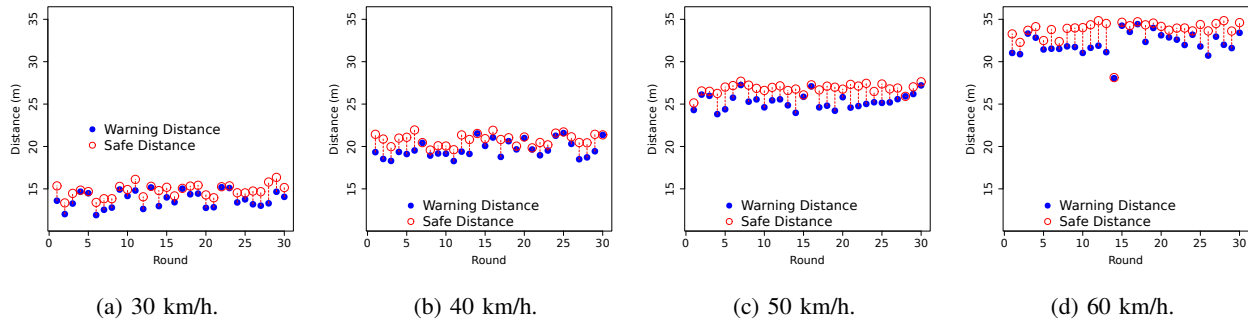 35
30
25
20
15
Distance (m)
Warning Distance
Safe Distance
0 5 10 15 20 25 30
Round
(a) 30 km/h.
35
30
25
20
15
Distance (m)
Warning Distance
Safe Distance
0 5 10 15 20 25 30
Round
(b) 40 km/h.
35
30
25
20
15
Distance (m)
Warning Distance
Safe Distance
0 5 10 15 20 25 30
Round
(c) 50 km/h.
35
30
25
20
15
Distance (m)
Warning Distance
Safe Distance
0 5 10 15 20 25 30
Round
(d) 60 km/h.